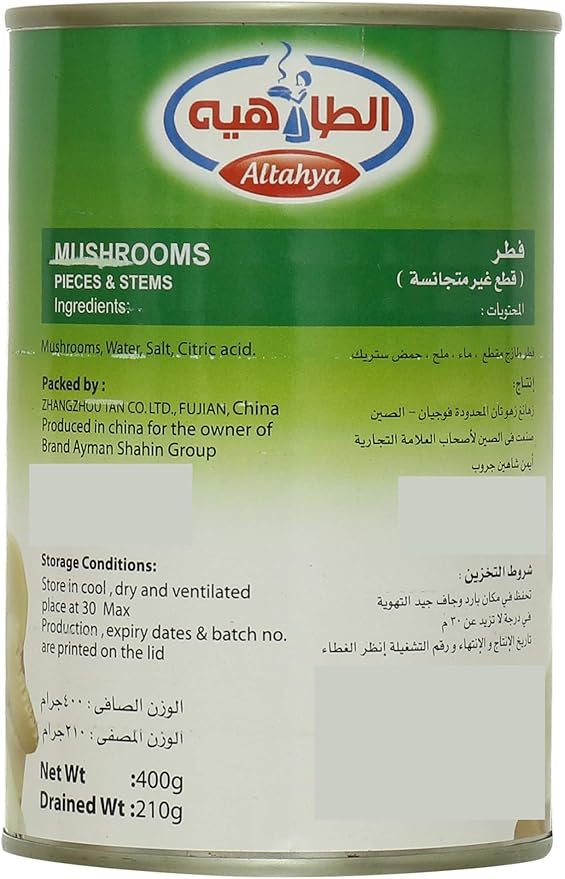 الطاهيه
Altahya
MUSHROOMS
PIECES & STEMS
Ingredients:
فطر
( قطع غير متجانسة )
المحتويات :
Mushrooms, Water, Salt, Citric acid.
فطر طازج مقطع ، ماء ، ملح ، حمض ستريك.
Packed by :
ZHANGZHOU TAN CO. LTD., FUJIAN, China
Produced in china for the owner of
Brand Ayman Shahin Group
إنتاج:
زهانغ زهوتان المحدودة فوجيان - الصين
صنعت فى الصين لأصحاب العلامة التجارية
أيمن شاهين جروب
Storage Conditions:
Store in cool , dry and ventilated
place at 30 Max
Production , expiry dates & batch no.
are printed on the lid
شروط التخزين :
تحفظ في مكان بارد وجاف جيد التهوية
في درجة لا تزيد عن ٣٠ م
تاريخ الإنتاج و الإنتهاء و رقم التشغيلة إنظر الغطاء
الوزن الصافى : ٤٠٠جرام
الوزن المصفى : ٢١٠جرام
Net Wt :400g
Drained Wt :210g